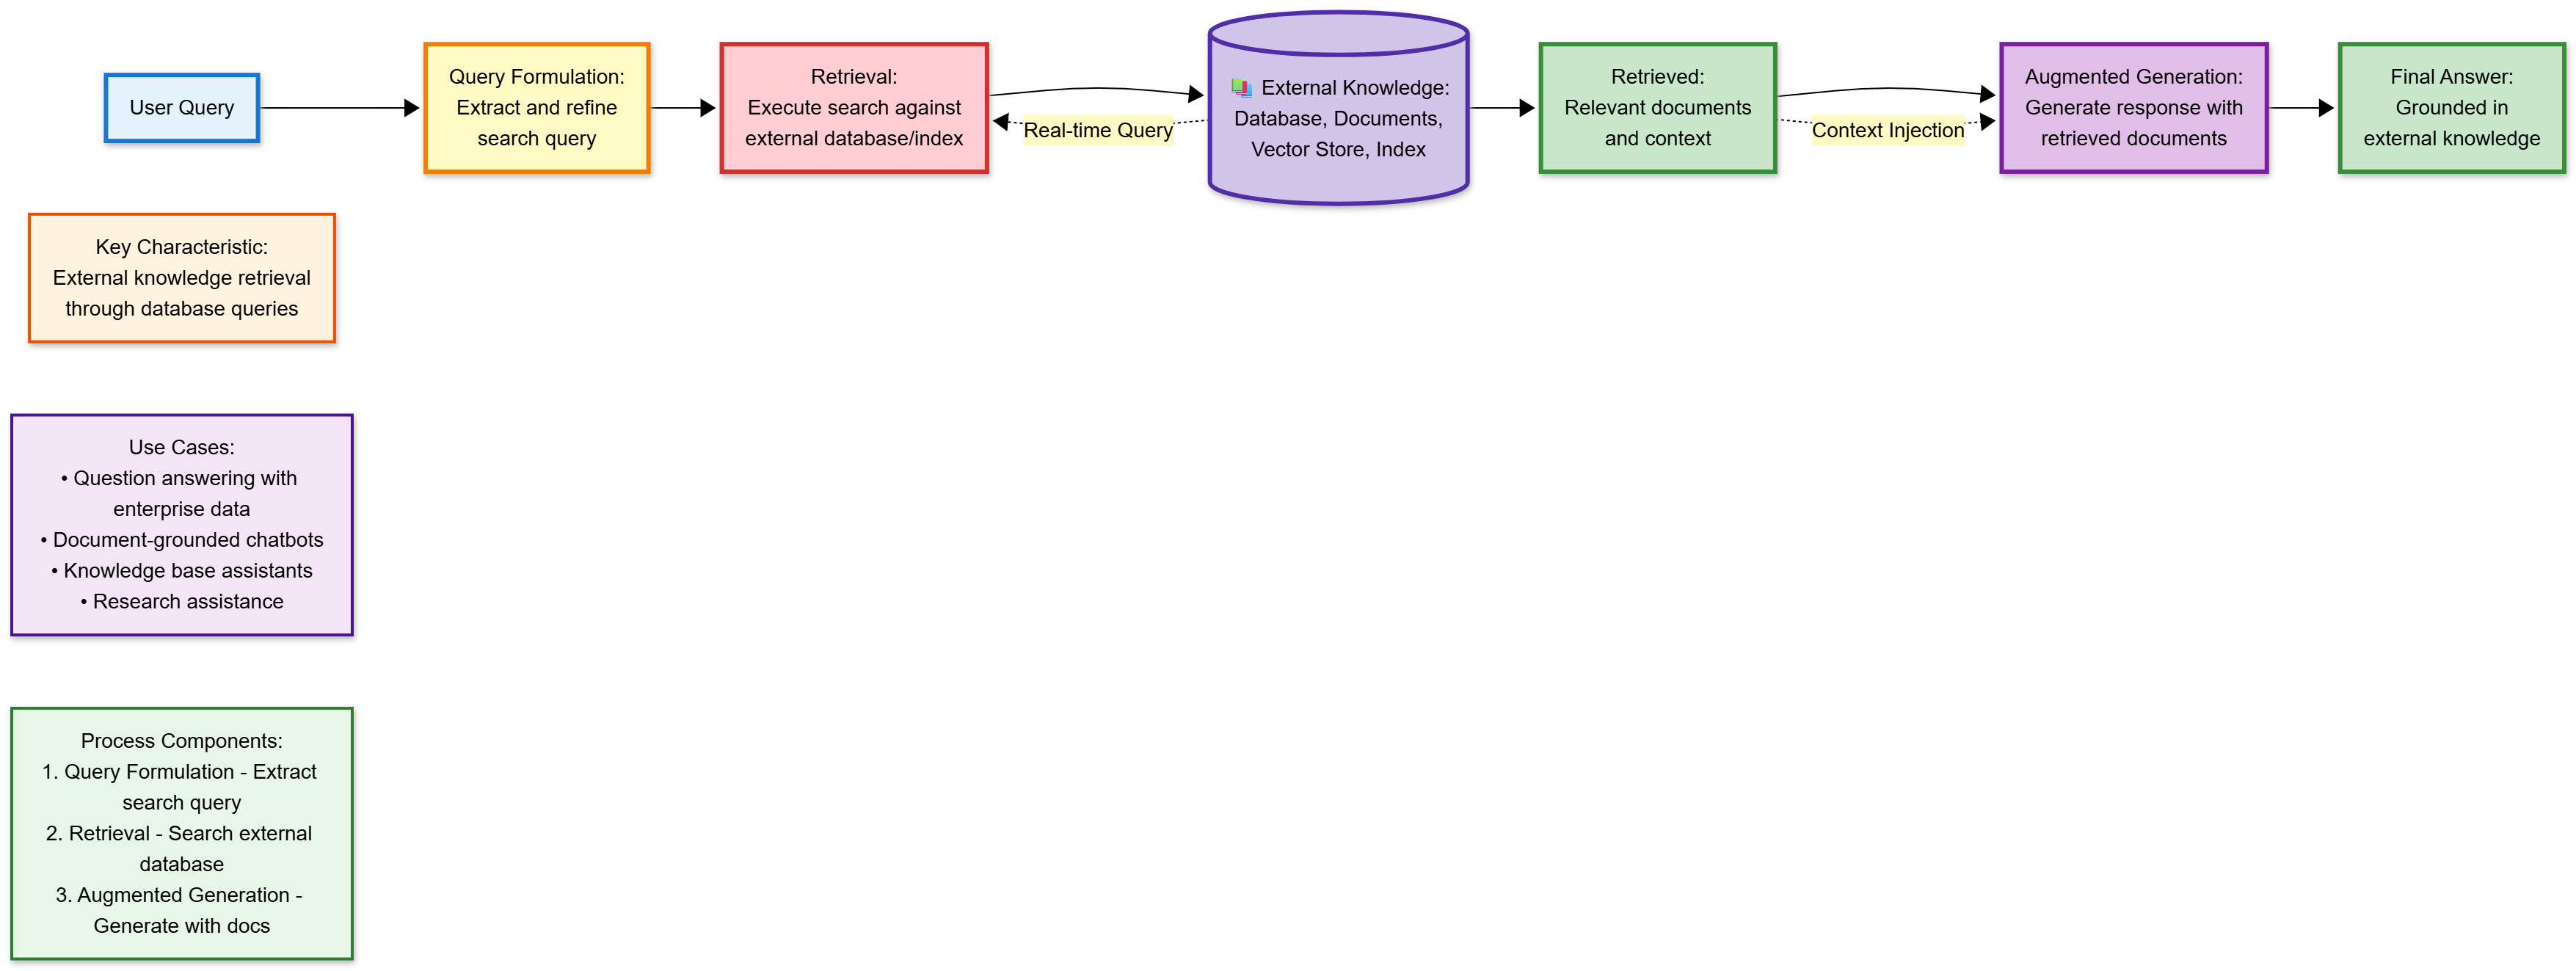 User Query
Query Formulation:
Extract and refine
search query
Retrieval:
Execute search against
external database/index
Real-time Query
📚 External Knowledge:
Database, Documents,
Vector Store, Index
Retrieved:
Relevant documents
and context
Context Injection
Augmented Generation:
Generate response with
retrieved documents
Final Answer:
Grounded in
external knowledge
Key Characteristic:
External knowledge retrieval
through database queries
Use Cases:
• Question answering with
enterprise data
• Document-grounded chatbots
• Knowledge base assistants
• Research assistance
Process Components:
1. Query Formulation - Extract
search query
2. Retrieval - Search external
database
3. Augmented Generation -
Generate with docs